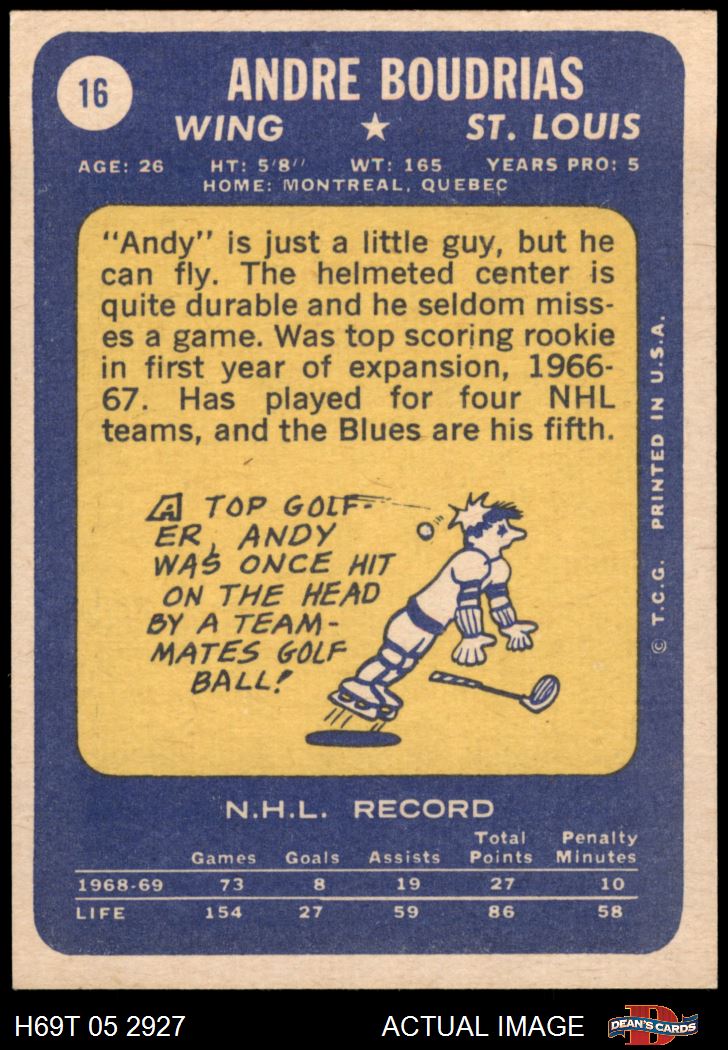 16
ANDRE BOUDRIAS
WING ★ ST. LOUIS
AGE: 26 HT: 5'8'' WT: 165 YEARS PRO: 5
HOME: MONTREAL, QUEBEC
"Andy" is just a little guy, but he
can fly. The helmeted center is
quite durable and he seldom miss-
es a game. Was top scoring rookie
in first year of expansion, 1966-
67. Has played for four NHL
teams, and the Blues are his fifth.
A TOP GOLF-
ER, ANDY
WAS ONCE HIT
ON THE HEAD
BY A TEAM-
MATES GOLF
BALL!
© T.C.G. PRINTED IN U.S.A.
N.H.L. RECORD
Games Goals Assists Total Points Penalty Minutes
1968-69 73 8 19 27 10
LIFE 154 27 59 86 58
H69T 05 2927 ACTUAL IMAGE DEAN'S CARDS